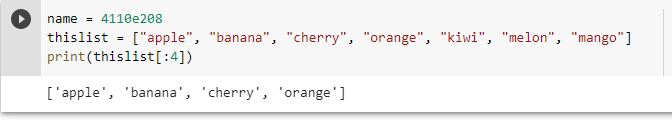 name = 4110e208
thislist = ["apple", "banana", "cherry", "orange", "kiwi", "melon", "mango"]
print(thislist[:4])
['apple', 'banana', 'cherry', 'orange']